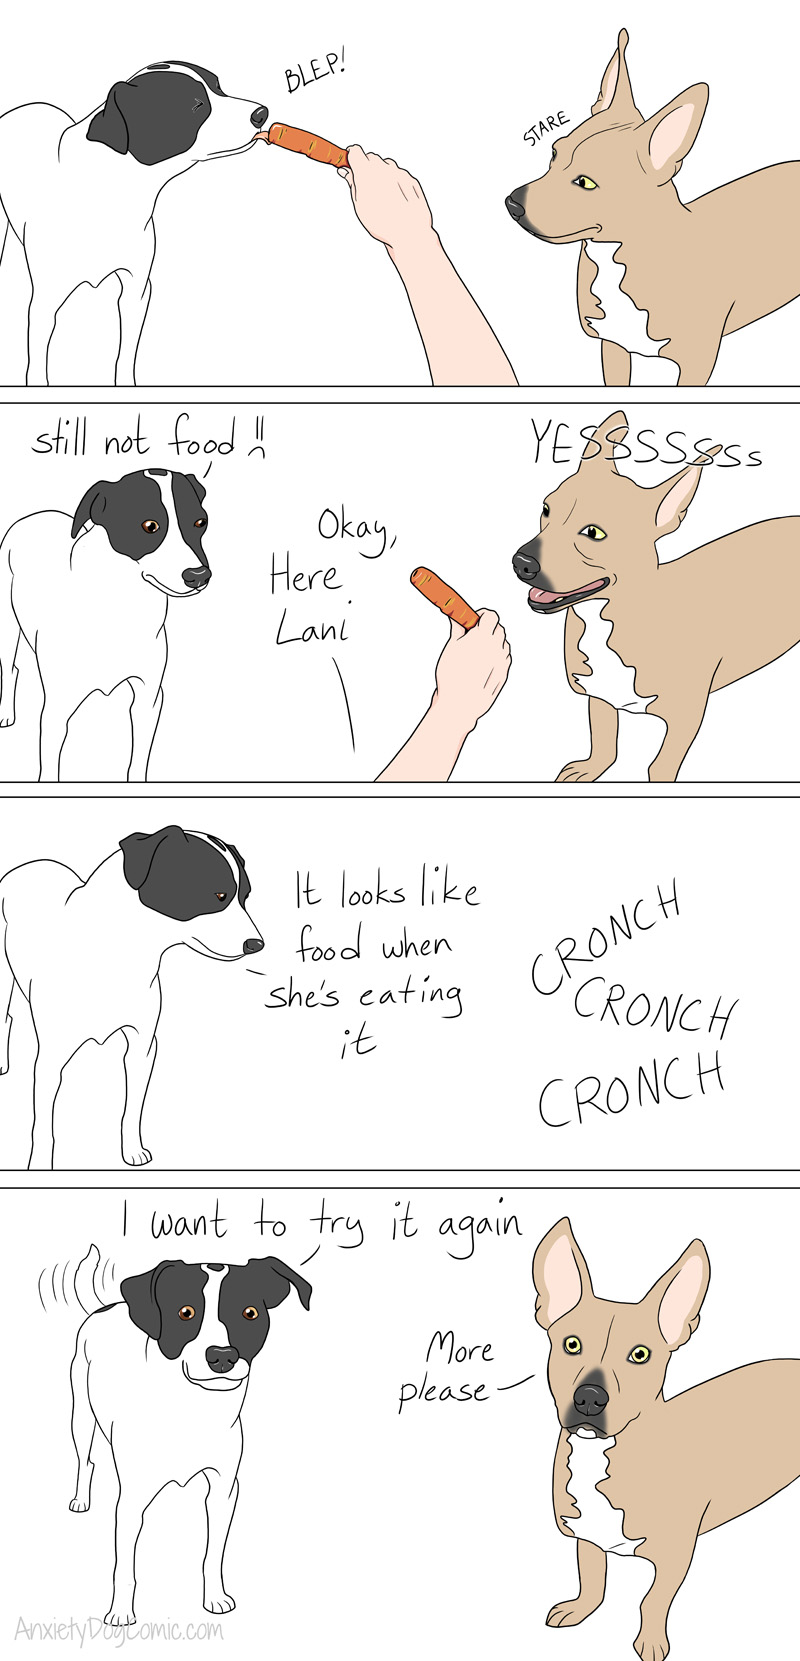 BLEP!
STARE
still not food!!
YESSSSSSss
Okay,
Here
Lani
It looks like
food when
she's eating
it
CRONCH
CRONCH
CRONCH
I want to try it again
More
please
AnxietyDogComic.com